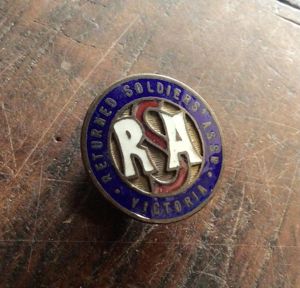 RETURNED SOLDIERS' ASSN
RSA
• VICTORIA •